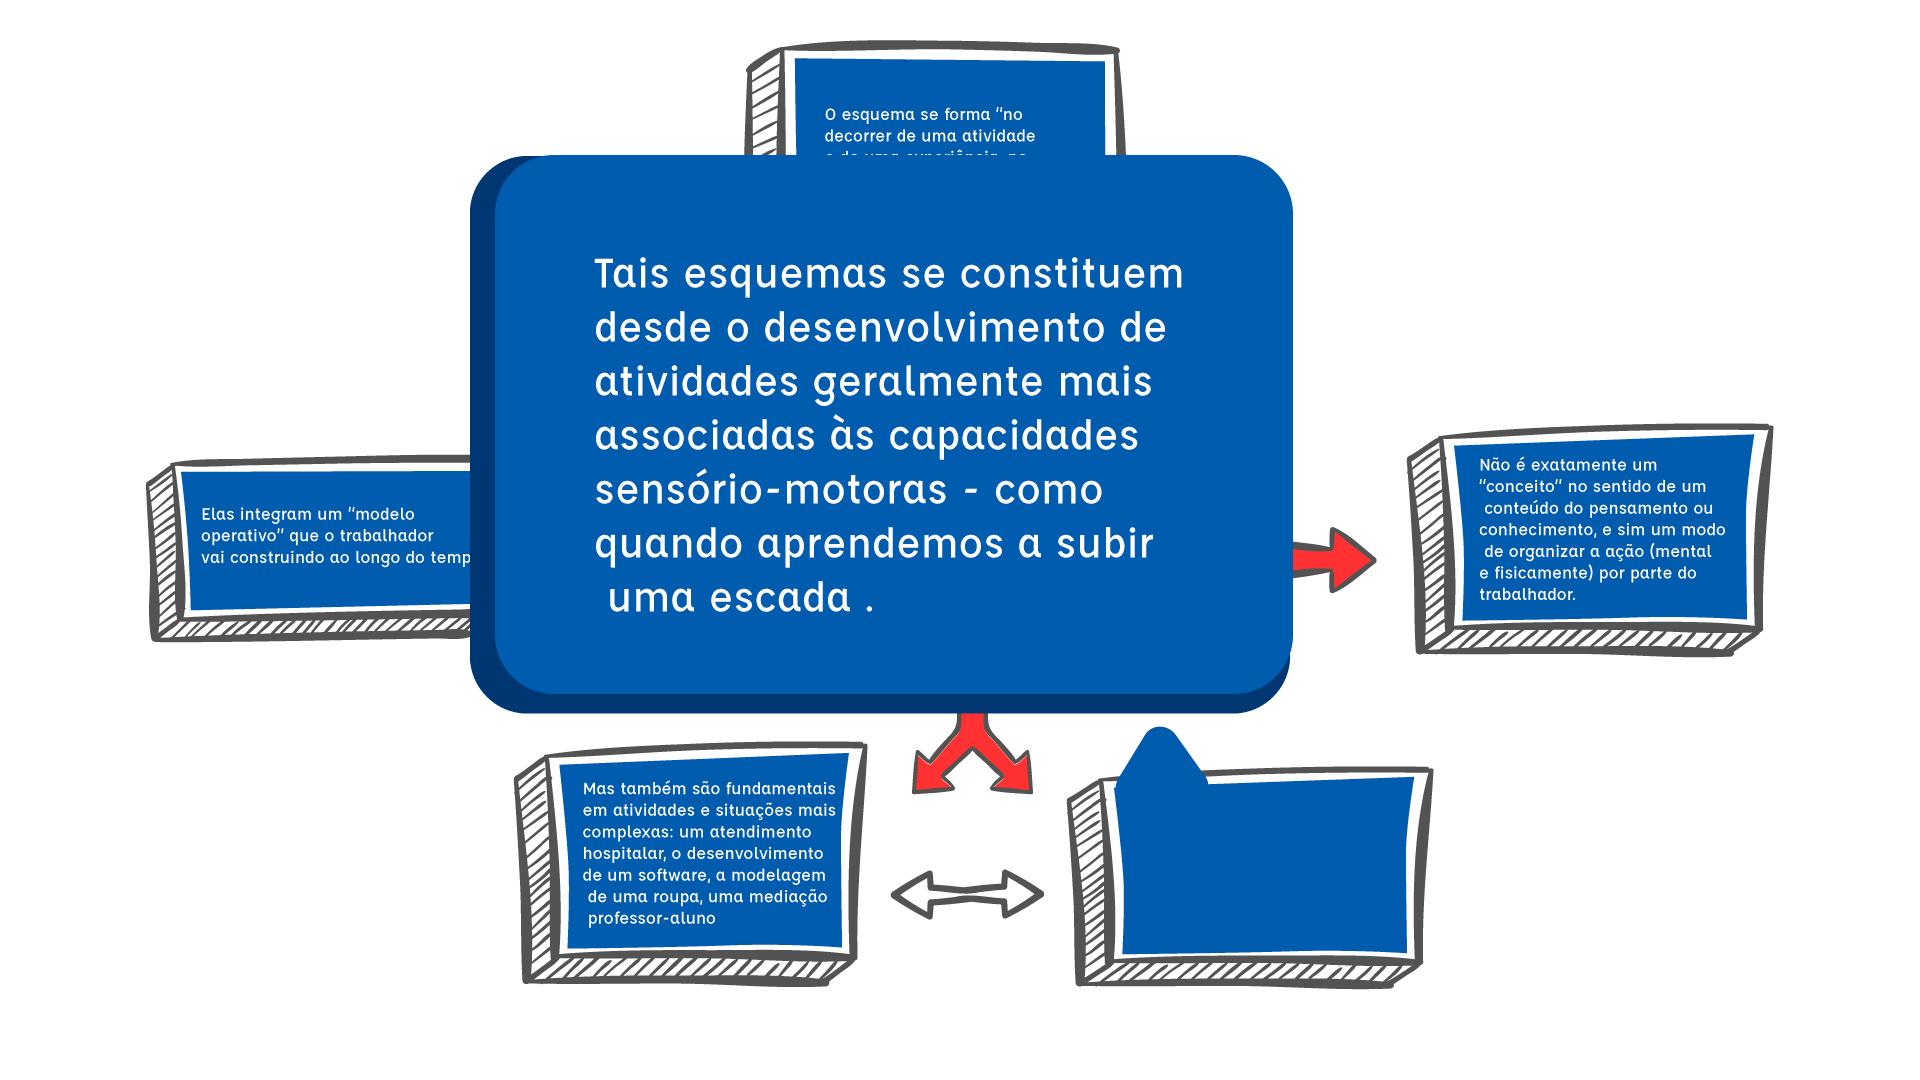 O esquema se forma "no
decorrer de uma atividade
Tais esquemas se constituem
desde o desenvolvimento de
atividades geralmente mais
associadas às capacidades
sensório-motoras - como
quando aprendemos a subir
uma escada .
Elas integram um "modelo
operativo" que o trabalhador
vai construindo ao longo do temp
Não é exatamente um
"conceito" no sentido de um
conteúdo do pensamento ou
conhecimento, e sim um modo
de organizar a ação (mental
e fisicamente) por parte do
trabalhador.
Mas também são fundamentais
em atividades e situações mais
complexas: um atendimento
hospitalar, o desenvolvimento
de um software, a modelagem
de uma roupa, uma mediação
professor-aluno